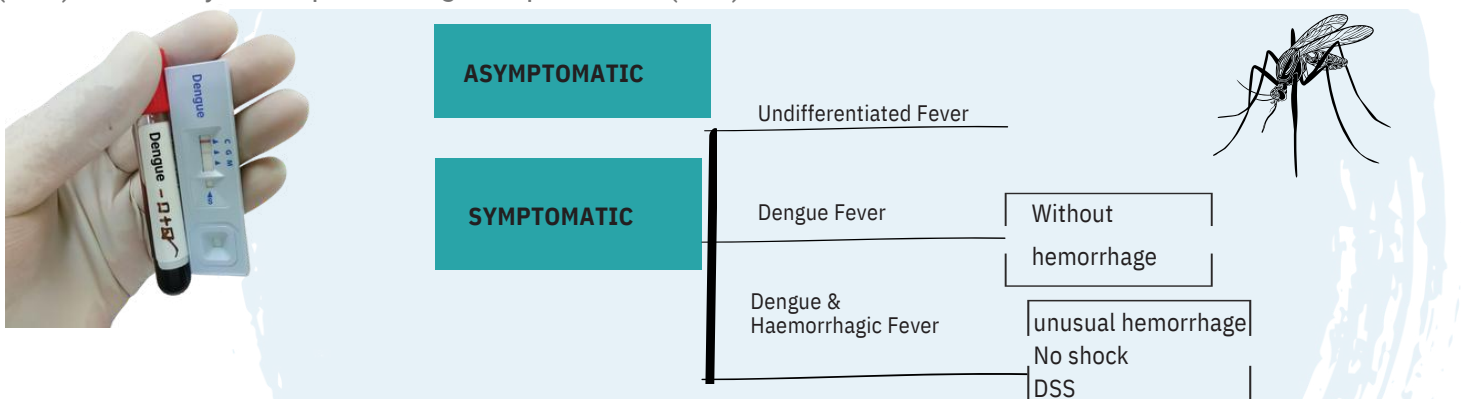 ASYMPTOMATIC
Undifferentiated Fever
SYMPTOMATIC
Dengue Fever
Without
hemorrhage
Dengue &
Haemorrhagic Fever
unusual hemorrhage
No shock
DSS
Dengue
C G M
Dengue